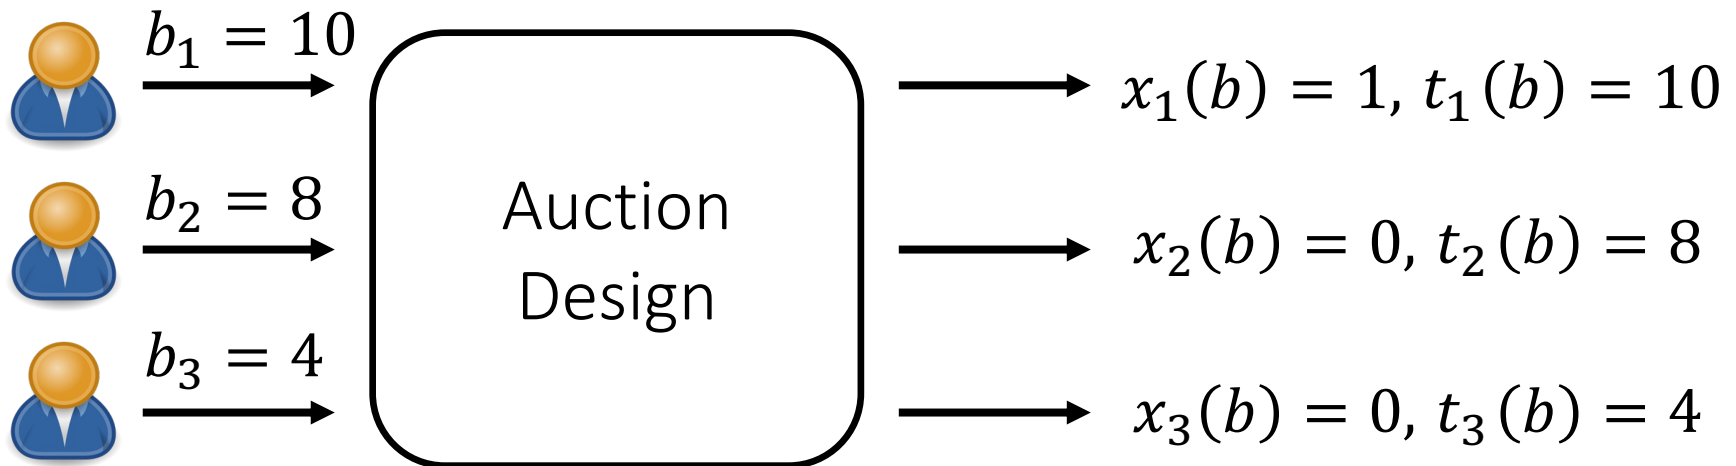 b₁ = 10
x₁(b) = 1, t₁(b) = 10
b₂ = 8
Auction
Design
x₂(b) = 0, t₂(b) = 8
b₃ = 4
x₃(b) = 0, t₃(b) = 4